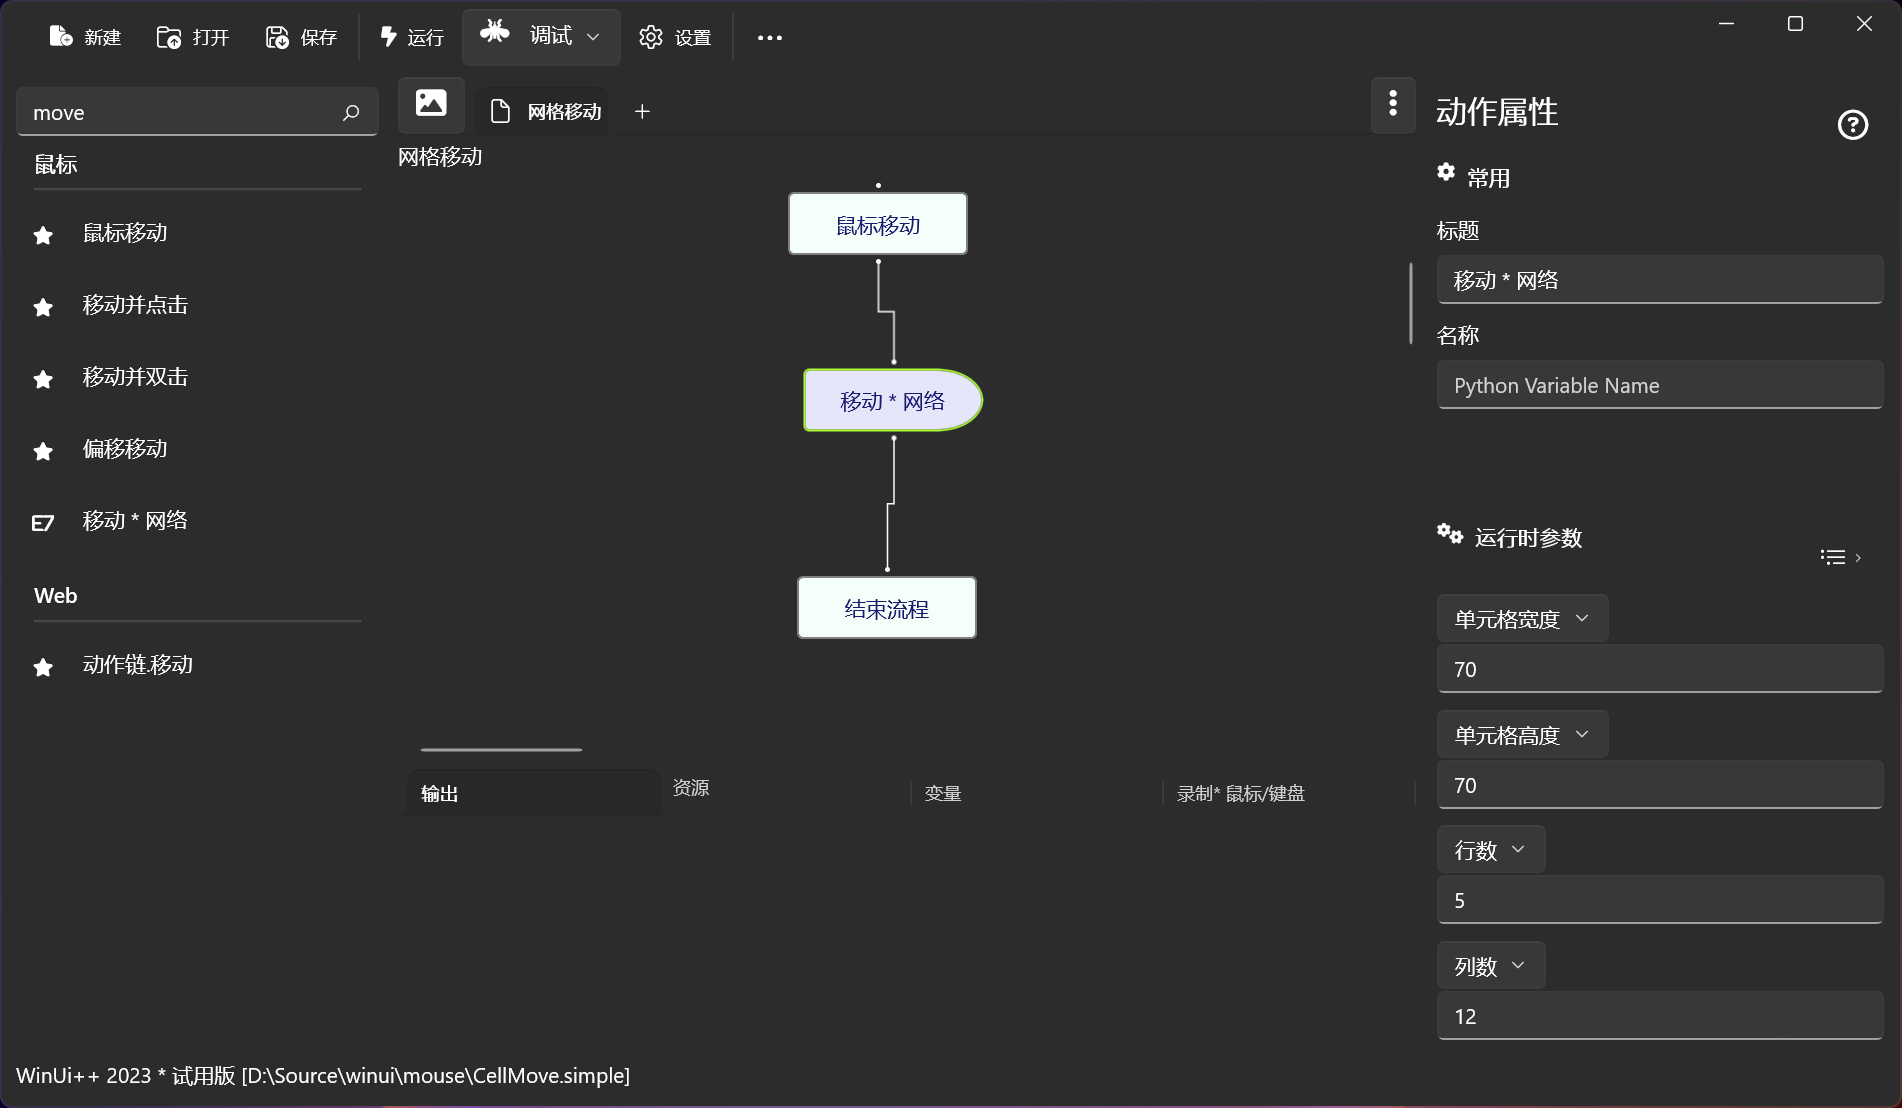 新建
打开
保存
运行
调试
设置
move
鼠标
鼠标移动
移动并点击
移动并双击
偏移移动
E7 移动 * 网络
Web
动作链.移动
网格移动
网格移动
鼠标移动
移动 * 网络
结束流程
输出
资源
变量
录制* 鼠标/键盘
动作属性
常用
标题
移动 * 网络
名称
Python Variable Name
运行时参数
单元格宽度
70
单元格高度
70
行数
5
列数
12
WinUi++ 2023 * 试用版 [D:\Source\winui\mouse\CellMove.simple]